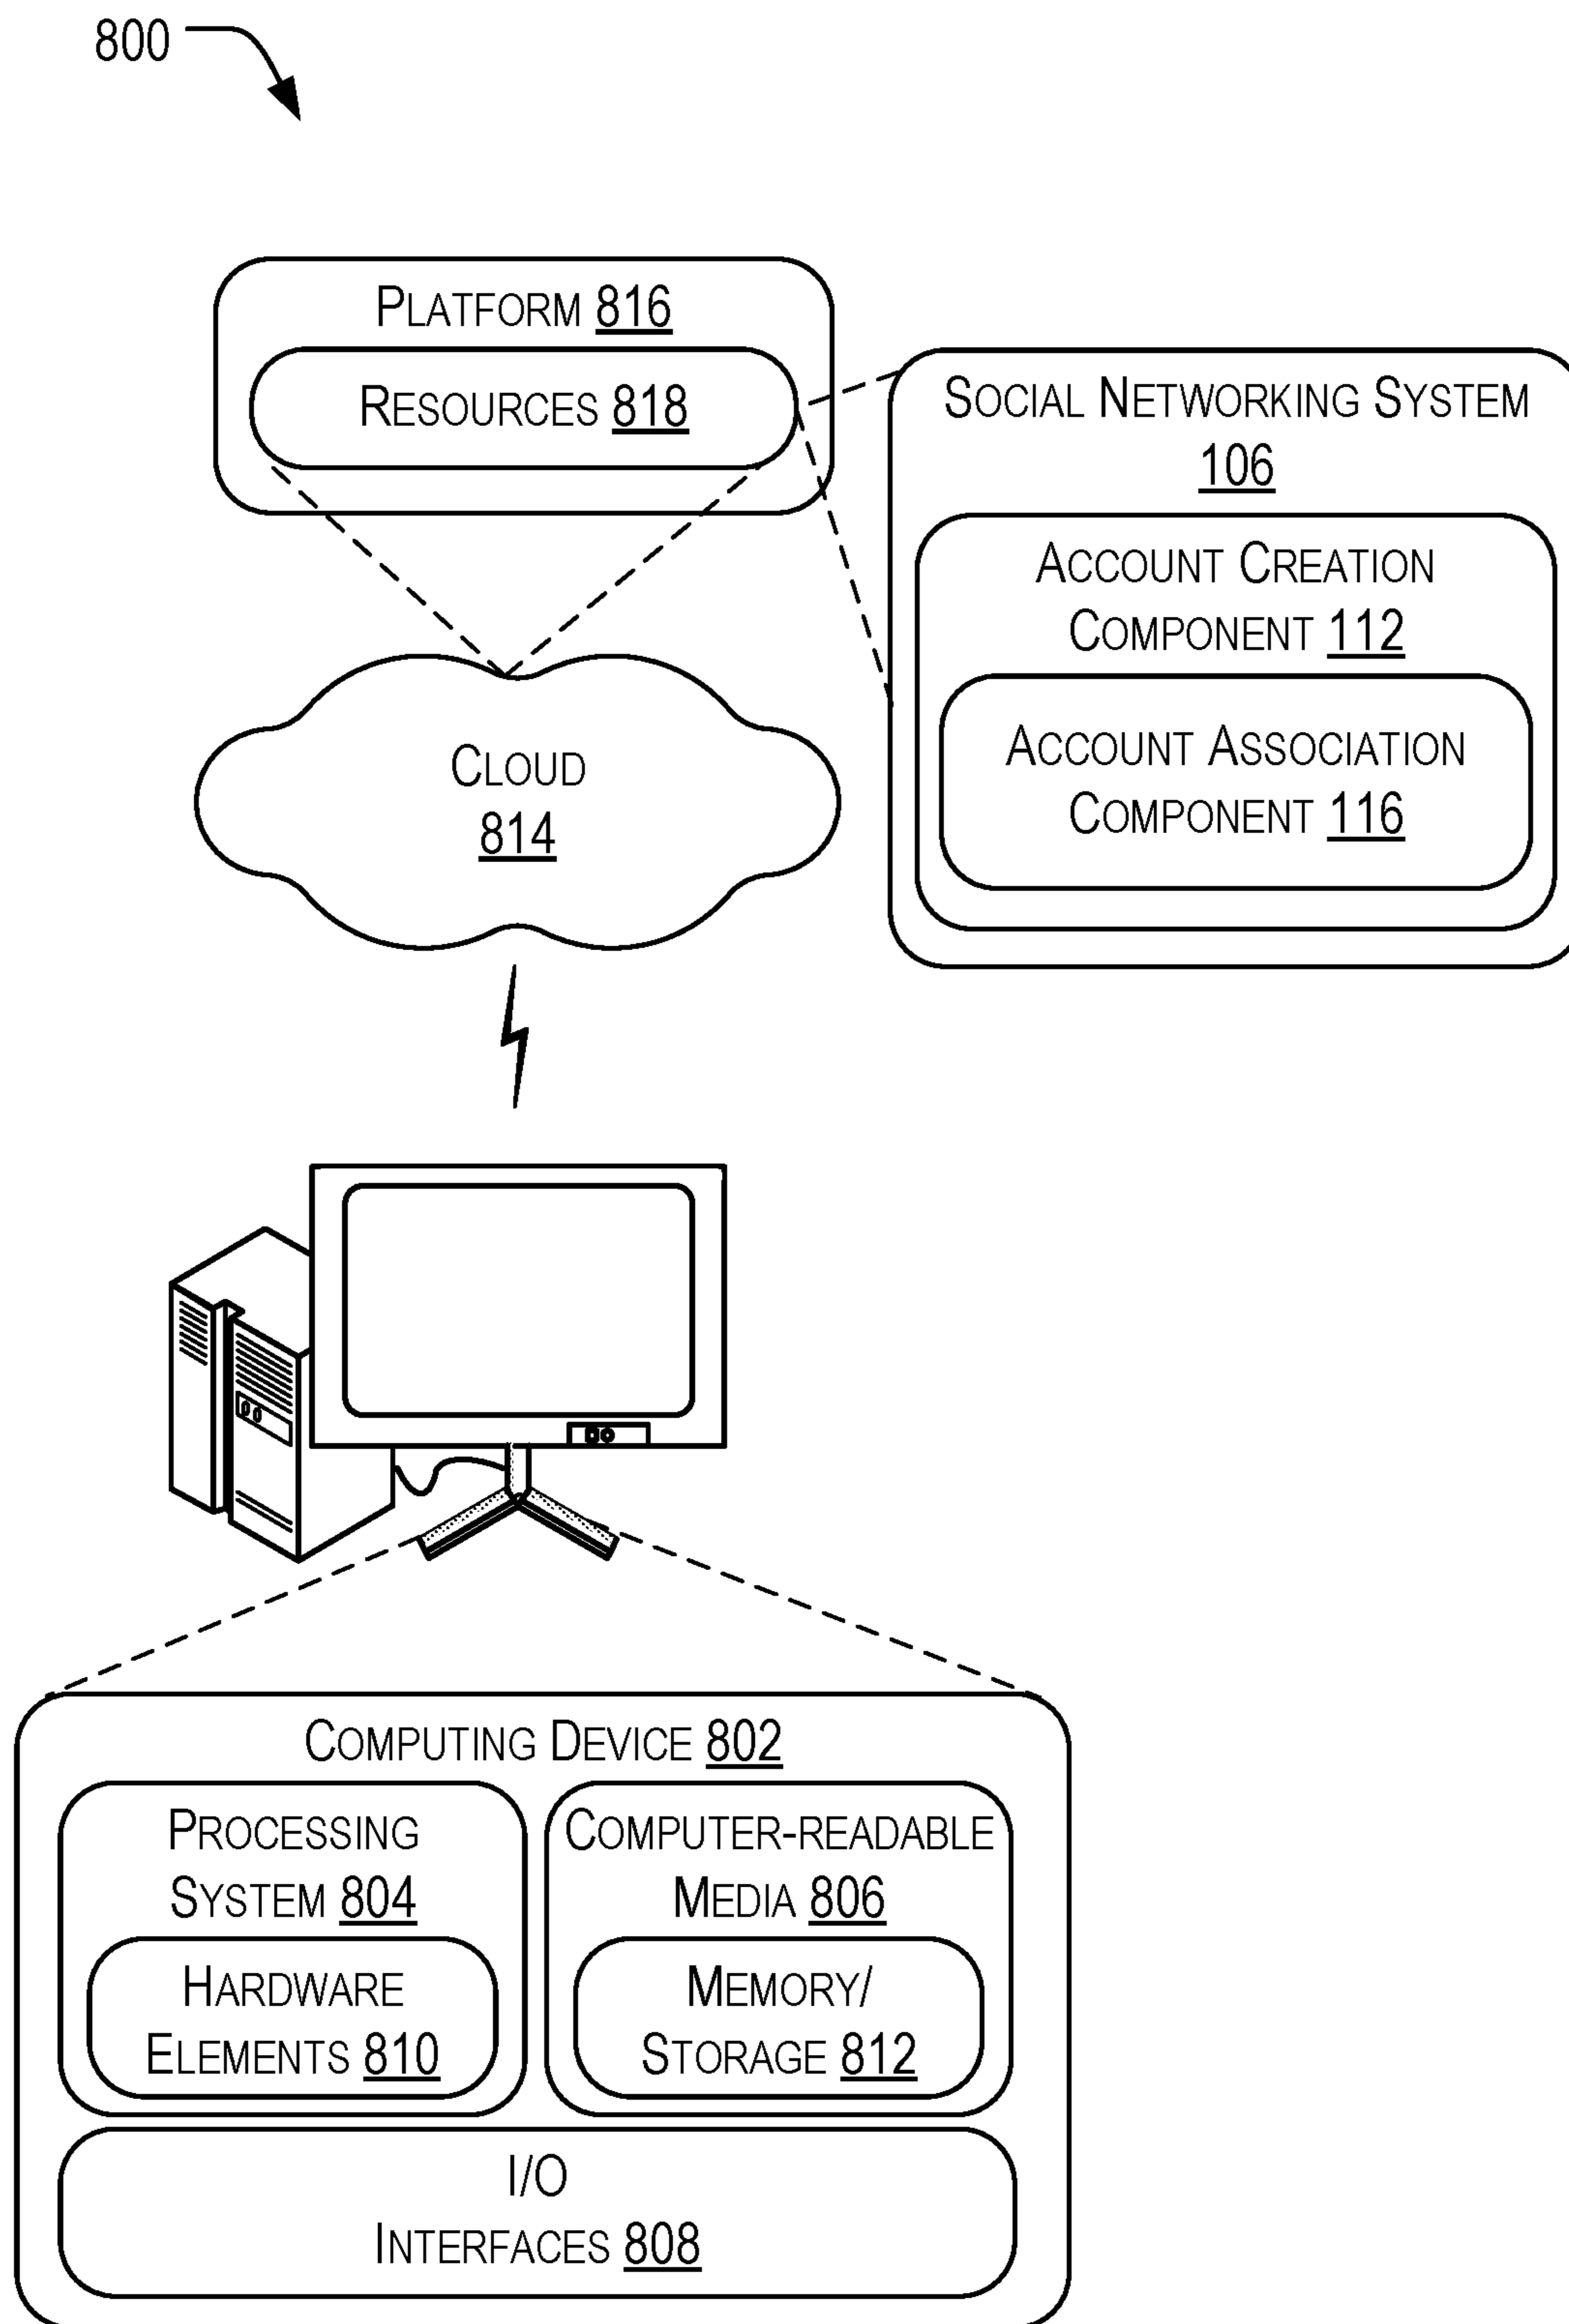 800
PLATFORM 816
RESOURCES 818
SOCIAL NETWORKING SYSTEM
106
ACCOUNT CREATION
COMPONENT 112
ACCOUNT ASSOCIATION
COMPONENT 116
CLOUD
814
COMPUTING DEVICE 802
PROCESSING
SYSTEM 804
HARDWARE
ELEMENTS 810
COMPUTER-READABLE
MEDIA 806
MEMORY/
STORAGE 812
I/O
INTERFACES 808